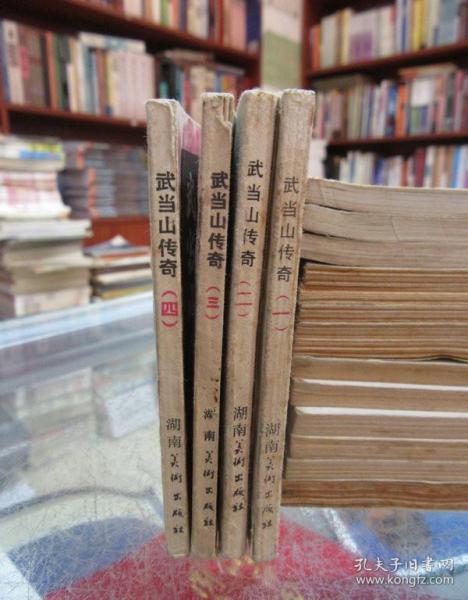 武当山传奇（四） 湖南美术出版社
武当山传奇（三） 湖南美术出版社
武当山传奇（二） 湖南美术出版社
武当山传奇（一） 湖南美术出版社
孔夫子旧书网
www.kongfz.com